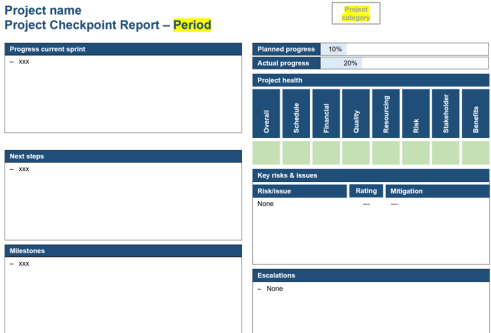 Project name
Project Checkpoint Report – Period
Project
category
Progress current sprint
– xxx
Next steps
– xxx
Milestones
– xxx
Planned progress 10%
Actual progress 20%
Project health
Overall
Schedule
Financial
Quality
Resourcing
Risk
Stakeholder
Benefits
Key risks & issues
Risk/Issue Rating Mitigation
None --- ---
Escalations
– None